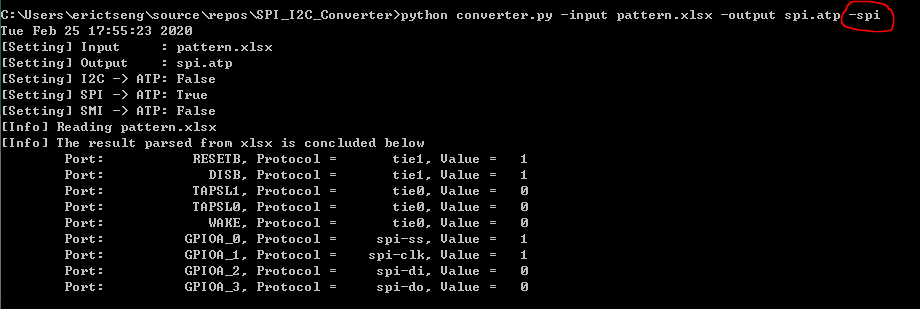 C:\Users\erictseng\source\repos\SPI_I2C_Converter>python converter.py -input pattern.xlsx -output spi.atp -spi
Tue Feb 25 17:55:23 2020
[Setting] Input     : pattern.xlsx
[Setting] Output    : spi.atp
[Setting] I2C -> ATP: False
[Setting] SPI -> ATP: True
[Setting] SMI -> ATP: False
[Info] Reading pattern.xlsx
[Info] The result parsed from xlsx is concluded below
        Port:           RESETB, Protocol =       tie1, Value =   1
        Port:             DISB, Protocol =       tie1, Value =   1
        Port:           TAPSL1, Protocol =       tie0, Value =   0
        Port:           TAPSL0, Protocol =       tie0, Value =   0
        Port:             WAKE, Protocol =       tie0, Value =   0
        Port:          GPIOA_0, Protocol =     spi-ss, Value =   1
        Port:          GPIOA_1, Protocol =    spi-clk, Value =   1
        Port:          GPIOA_2, Protocol =     spi-di, Value =   0
        Port:          GPIOA_3, Protocol =     spi-do, Value =   0